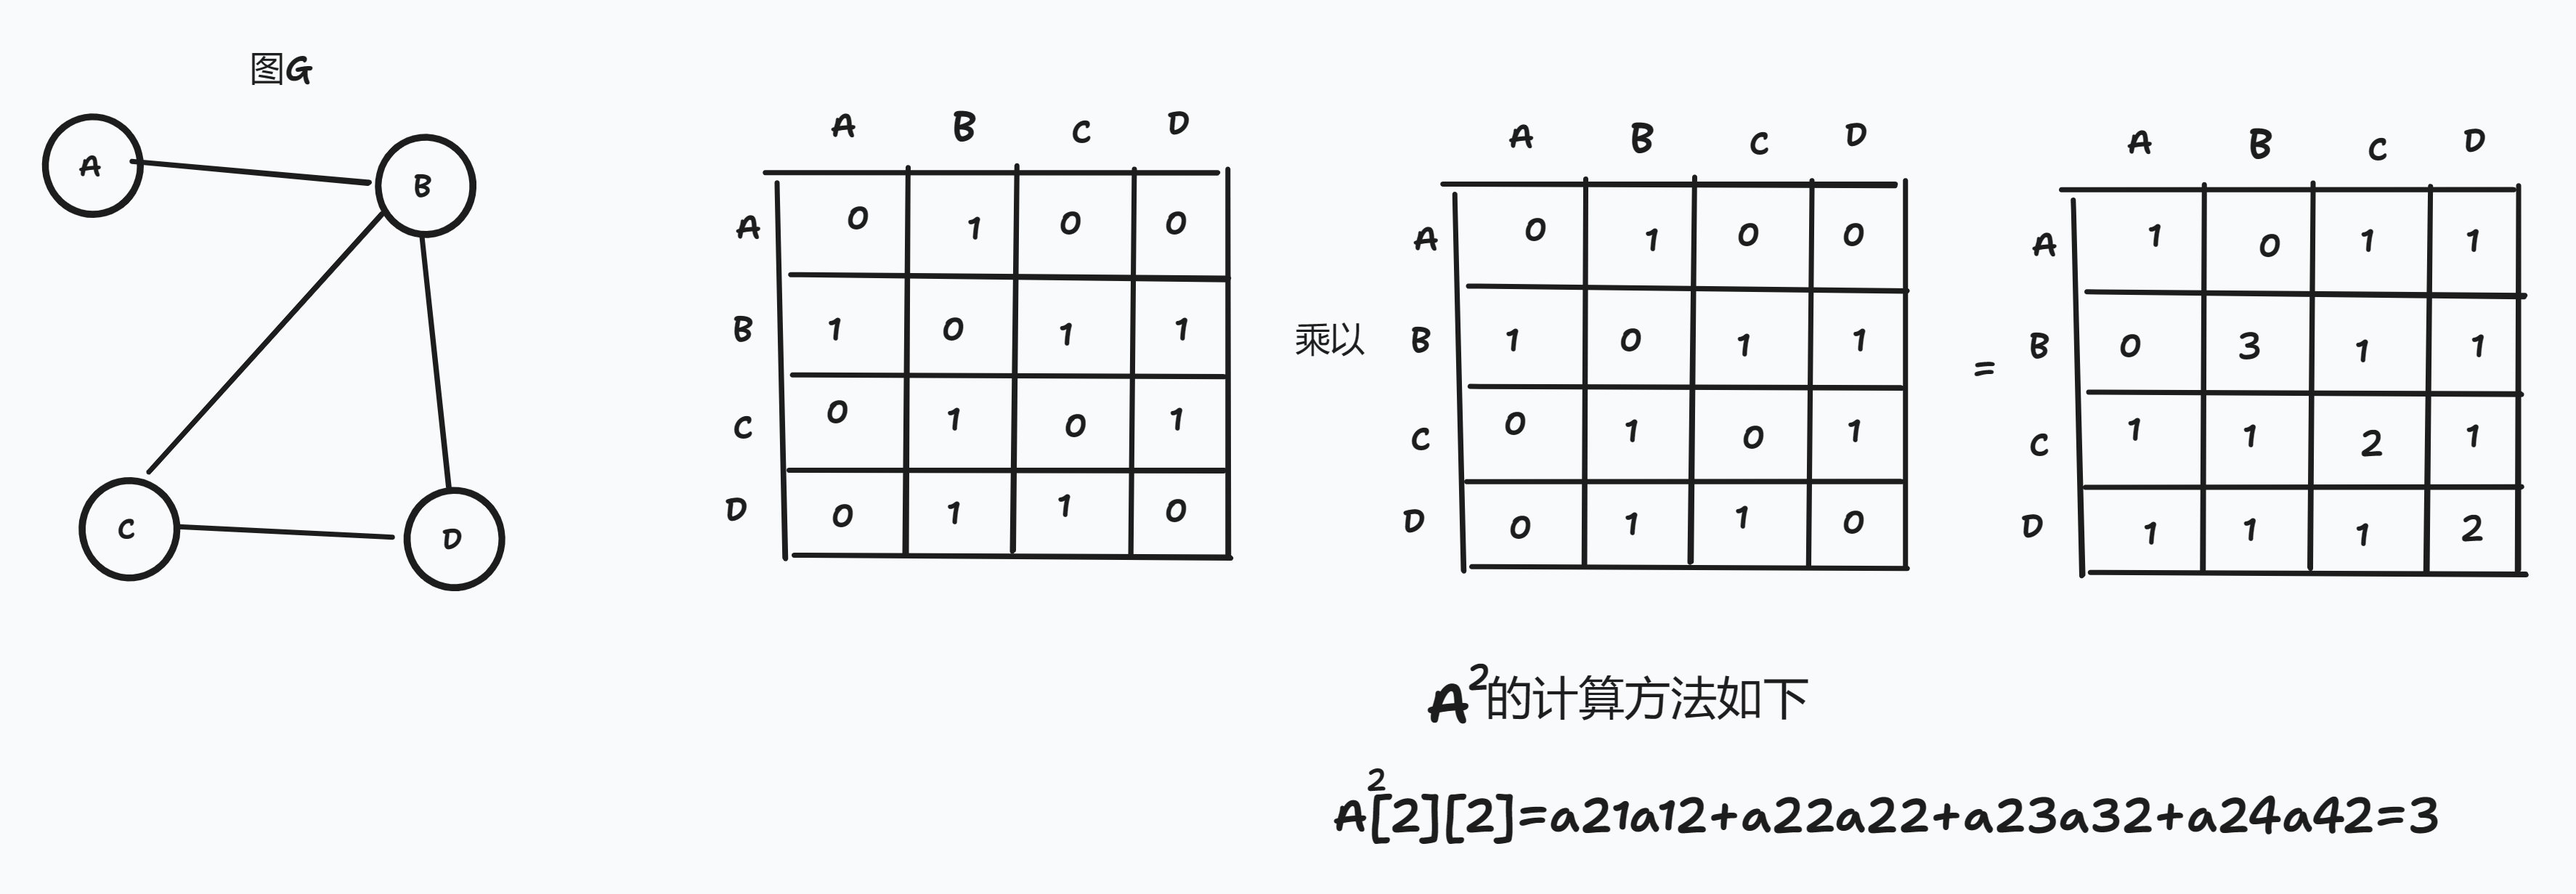 图G
A
B
C
D
A B C D
A 0 1 0 0
B 1 0 1 1
C 0 1 0 1
D 0 1 1 0
乘以
A B C D
A 0 1 0 0
B 1 0 1 1
C 0 1 0 1
D 0 1 1 0
=
A B C D
A 1 0 1 1
B 0 3 1 1
C 1 1 2 1
D 1 1 1 2
A²的计算方法如下
A²[2][2]=a21a12+a22a22+a23a32+a24a42=3